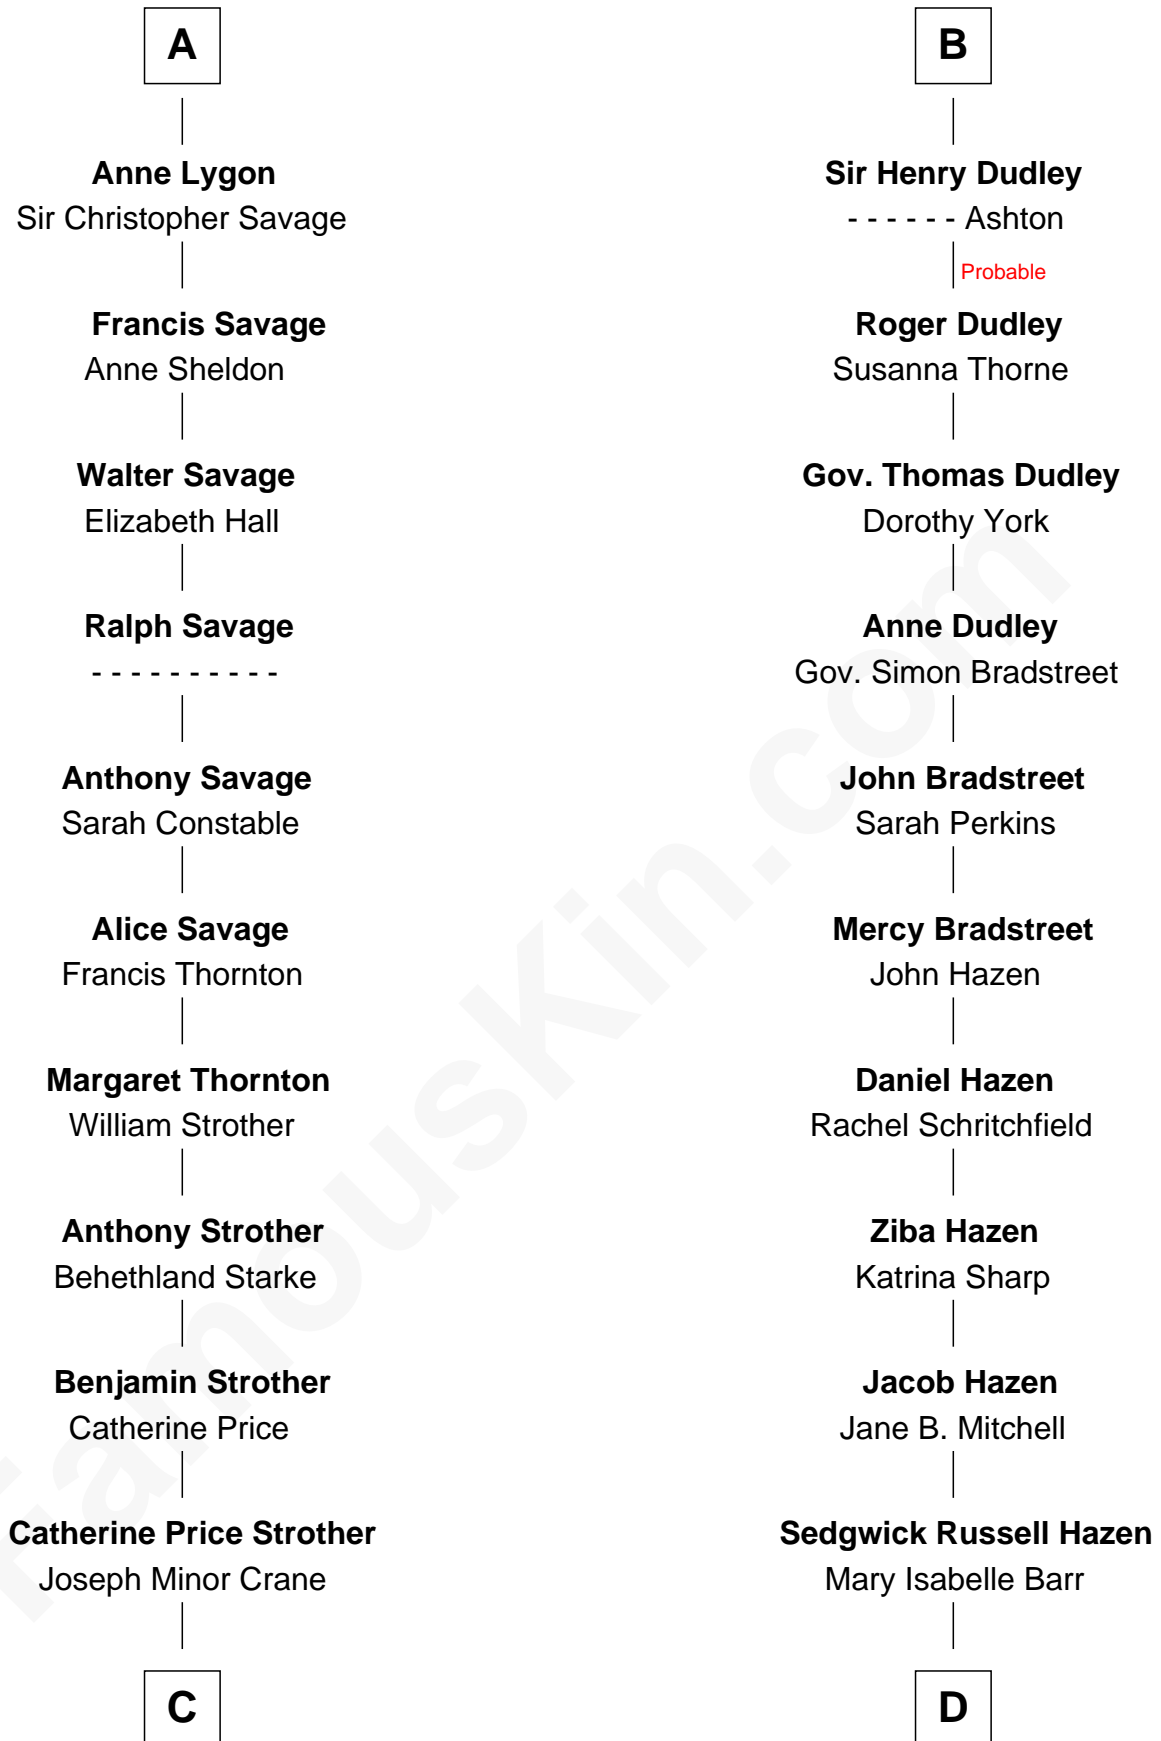 A
Anne Lygon
Sir Christopher Savage
Francis Savage
Anne Sheldon
Walter Savage
Elizabeth Hall
Ralph Savage
- - - - - - - - - -
Anthony Savage
Sarah Constable
Alice Savage
Francis Thornton
Margaret Thornton
William Strother
Anthony Strother
Behethland Starke
Benjamin Strother
Catherine Price
Catherine Price Strother
Joseph Minor Crane
C
B
Sir Henry Dudley
- - - - - - Ashton
Probable
Roger Dudley
Susanna Thorne
Gov. Thomas Dudley
Dorothy York
Anne Dudley
Gov. Simon Bradstreet
John Bradstreet
Sarah Perkins
Mercy Bradstreet
John Hazen
Daniel Hazen
Rachel Schritchfield
Ziba Hazen
Katrina Sharp
Jacob Hazen
Jane B. Mitchell
Sedgwick Russell Hazen
Mary Isabelle Barr
D
FamousKin.com